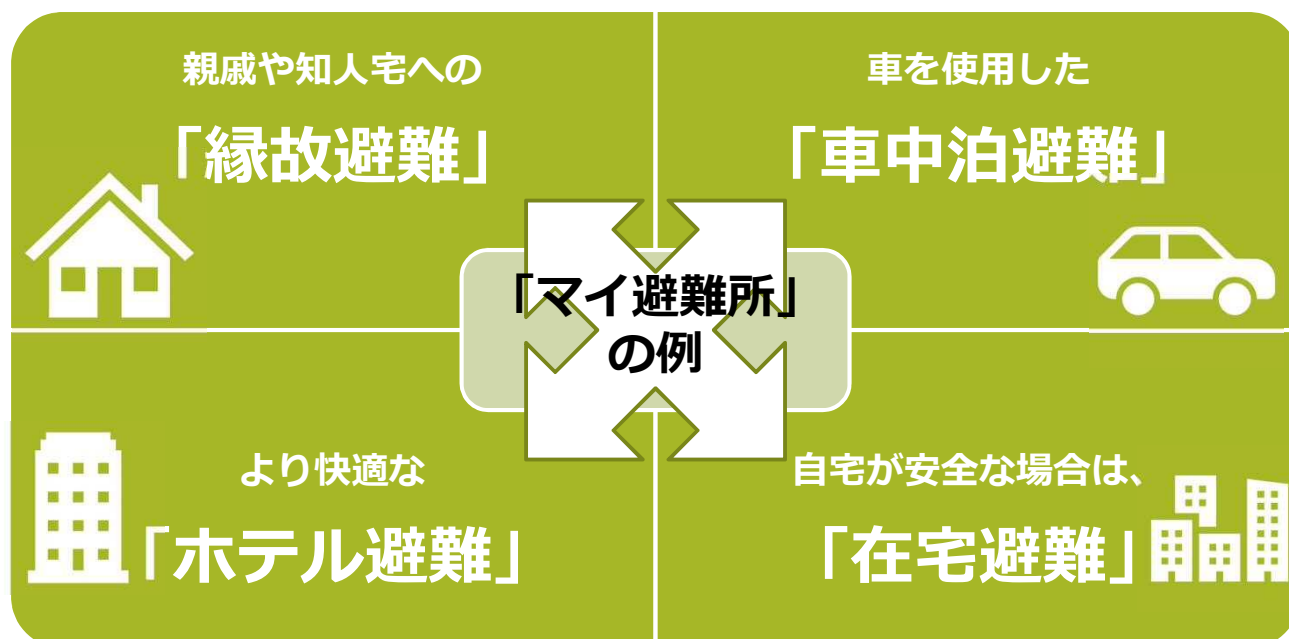 親戚や知人宅への
「縁故避難」
車を使用した
「車中泊避難」
「マイ避難所」
の例
より快適な
「ホテル避難」
自宅が安全な場合は、
「在宅避難」